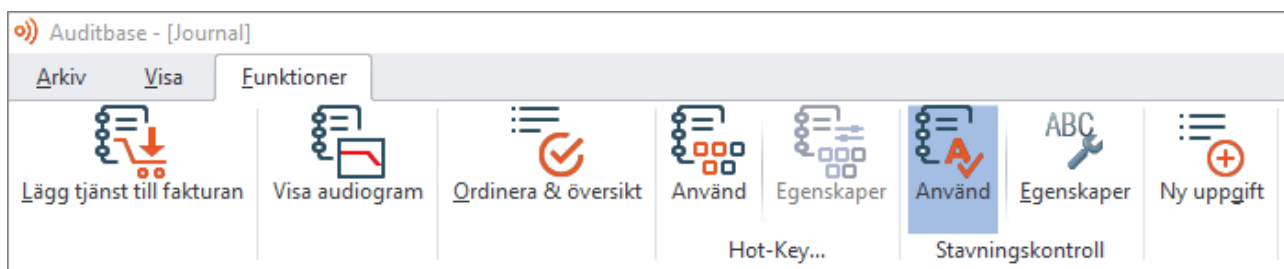 Auditbase - [Journal]
Arkiv Visa Funktioner
ABC
Lägg tjänst till fakturan Visa audiogram Ordinera & översikt Använd Egenskaper Använd Egenskaper Ny uppgift
Hot-Key... Stavningskontroll